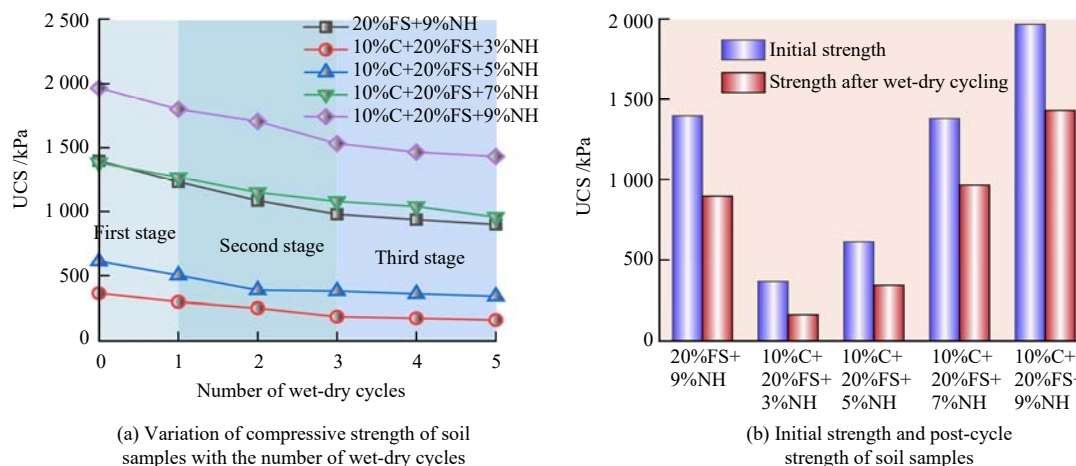 2 500
2 000
1 500
1 000
500
0
UCS /kPa
20%FS+9%NH
10%C+20%FS+3%NH
10%C+20%FS+5%NH
10%C+20%FS+7%NH
10%C+20%FS+9%NH
First stage
Second stage
Third stage
0 1 2 3 4 5
Number of wet-dry cycles
(a) Variation of compressive strength of soil
samples with the number of wet-dry cycles
2 000
1 500
1 000
500
0
UCS /kPa
Initial strength
Strength after wet-dry cycling
20%FS+
9%NH
10%C+
20%FS+
3%NH
10%C+
20%FS+
5%NH
10%C+
20%FS+
7%NH
10%C+
20%FS+
9%NH
(b) Initial strength and post-cycle
strength of soil samples